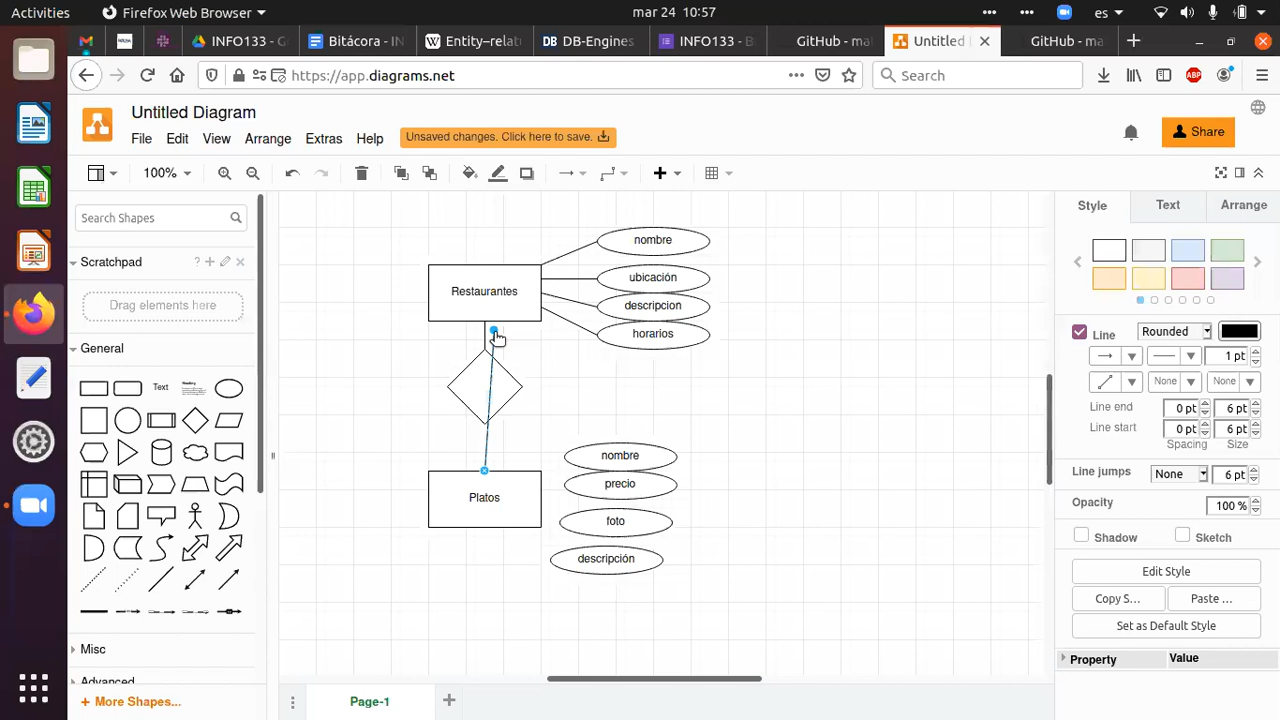 Activities Firefox Web Browser mar 24 10:57 es
INFO133 - G Bitácora - IN Entity–relat DB-Engines INFO133 - B GitHub - ma Untitled GitHub - ma
https://app.diagrams.net Search
Untitled Diagram
File Edit View Arrange Extras Help Unsaved changes. Click here to save. Share
100%
Search Shapes
Scratchpad
Drag elements here
General
Text
Misc
Advanced
+ More Shapes...
Restaurantes
nombre
ubicación
descripcion
horarios
Platos
nombre
precio
foto
descripción
Page-1
Style Text Arrange
Line Rounded 1 pt
None None
Line end 0 pt 6 pt
Line start 0 pt 6 pt
Spacing Size
Line jumps None 6 pt
Opacity 100 %
Shadow Sketch
Edit Style
Copy S... Paste ...
Set as Default Style
Property Value